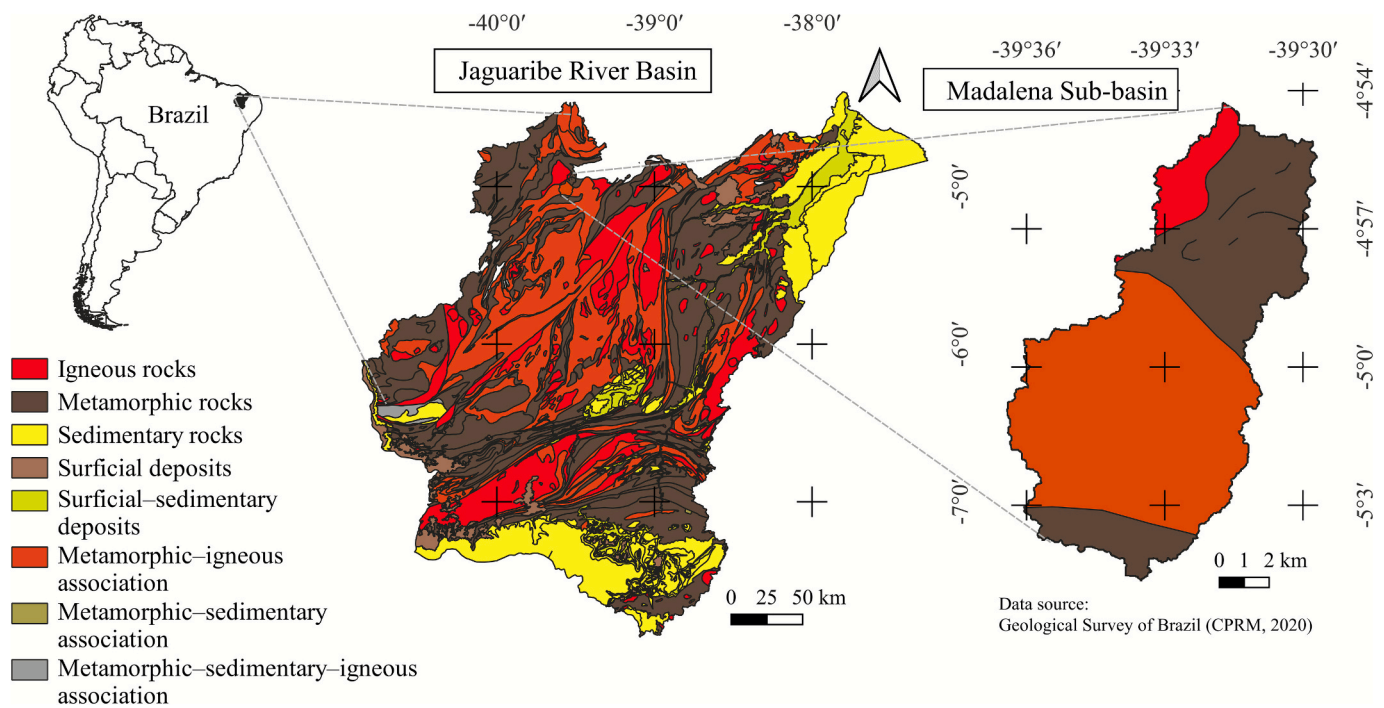 -40°0'
-39°0'
-38°0'
Jaguaribe River Basin
-39°36'
-39°33'
-39°30'
Madalena Sub-basin
Brazil
-4°54'
-5°0'
-4°57'
-6°0'
-5°0'
-7°0'
-5°3'
Igneous rocks
Metamorphic rocks
Sedimentary rocks
Surficial deposits
Surficial–sedimentary
deposits
Metamorphic–igneous
association
Metamorphic–sedimentary
association
Metamorphic–sedimentary–igneous
association
0 25 50 km
0 1 2 km
Data source:
Geological Survey of Brazil (CPRM, 2020)